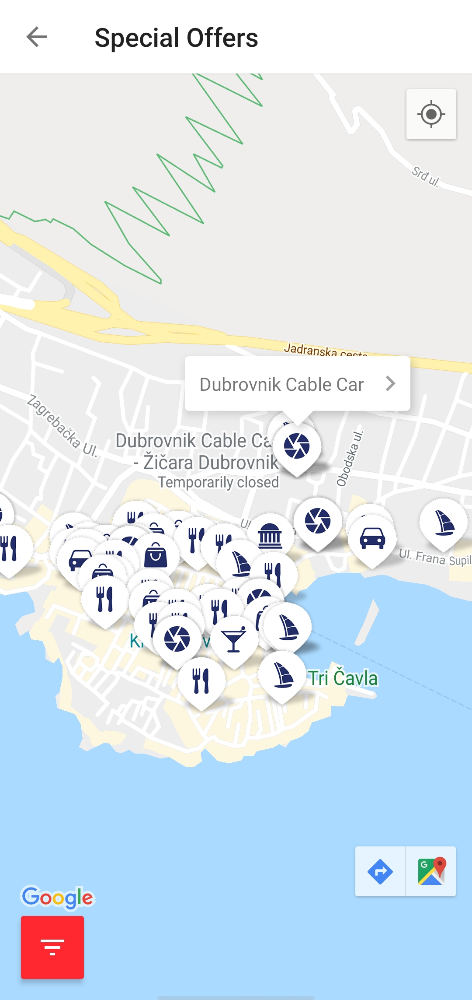 Special Offers
Srđ ul.
Jadranska cesta
Dubrovnik Cable Car
Zagrebačka Ul.
Dubrovnik Cable Ca
- Žičara Dubrovnik
Temporarily closed
Obodska ul.
Ul.
Ul. Frana Supil
Tri Čavla
Google